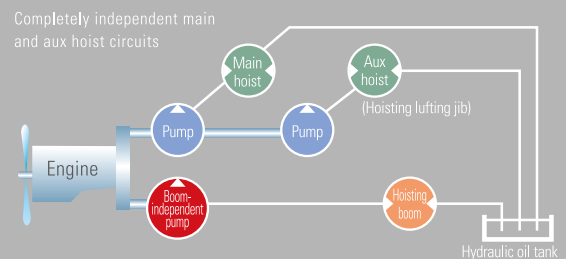 Completely independent main
and aux hoist circuits
Main
hoist
Aux
hoist
(Hoisting lufting jib)
Pump
Pump
Engine
Boom-
independent
pump
Hoisting
boom
Hydraulic oil tank